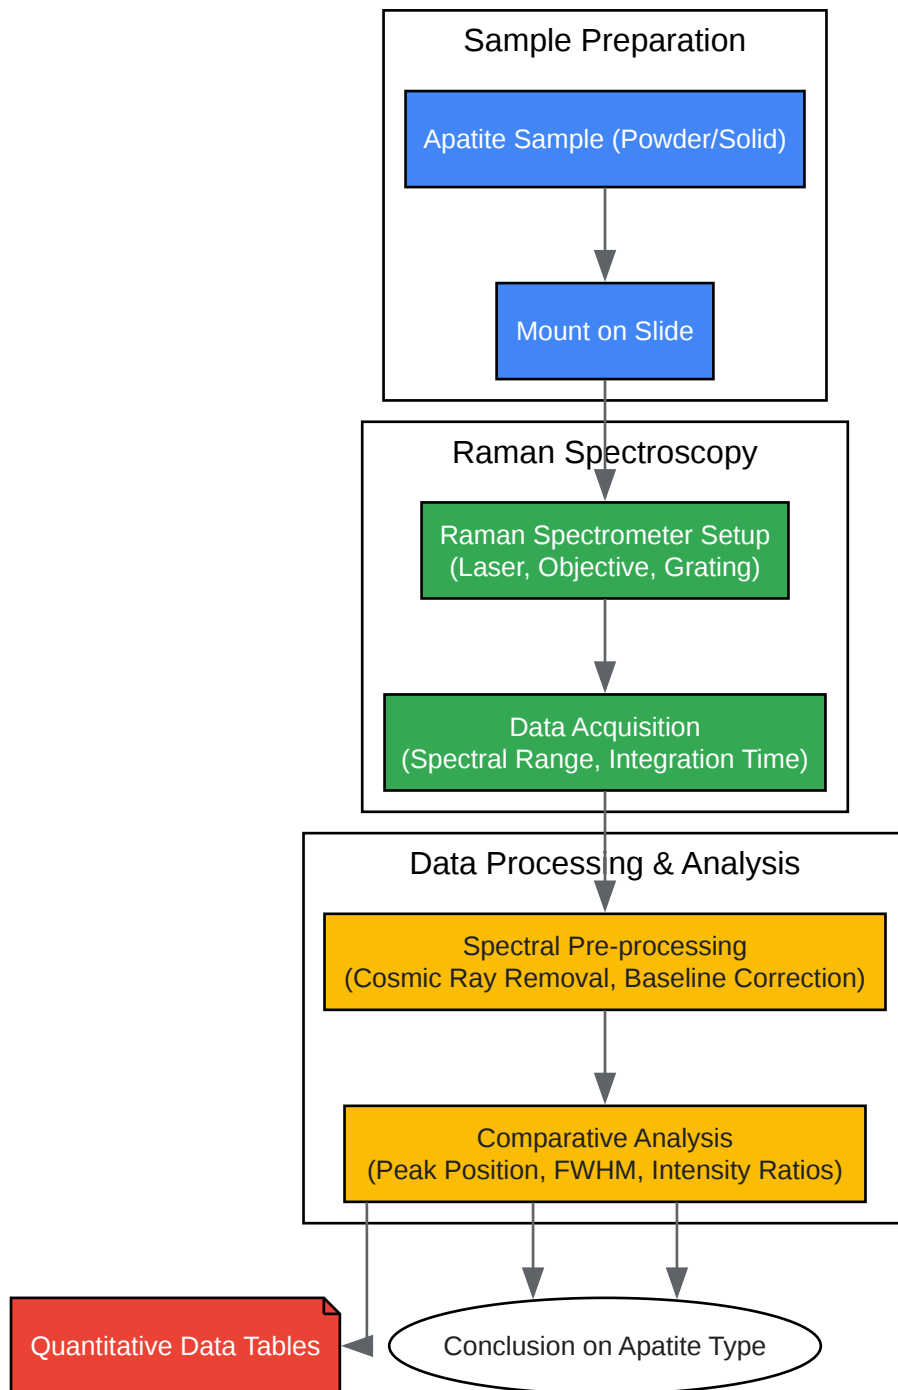 Sample Preparation
Apatite Sample (Powder/Solid)
Mount on Slide
Raman Spectroscopy
Raman Spectrometer Setup
(Laser, Objective, Grating)
Data Acquisition
(Spectral Range, Integration Time)
Data Processing & Analysis
Spectral Pre-processing
(Cosmic Ray Removal, Baseline Correction)
Comparative Analysis
(Peak Position, FWHM, Intensity Ratios)
Quantitative Data Tables
Conclusion on Apatite Type